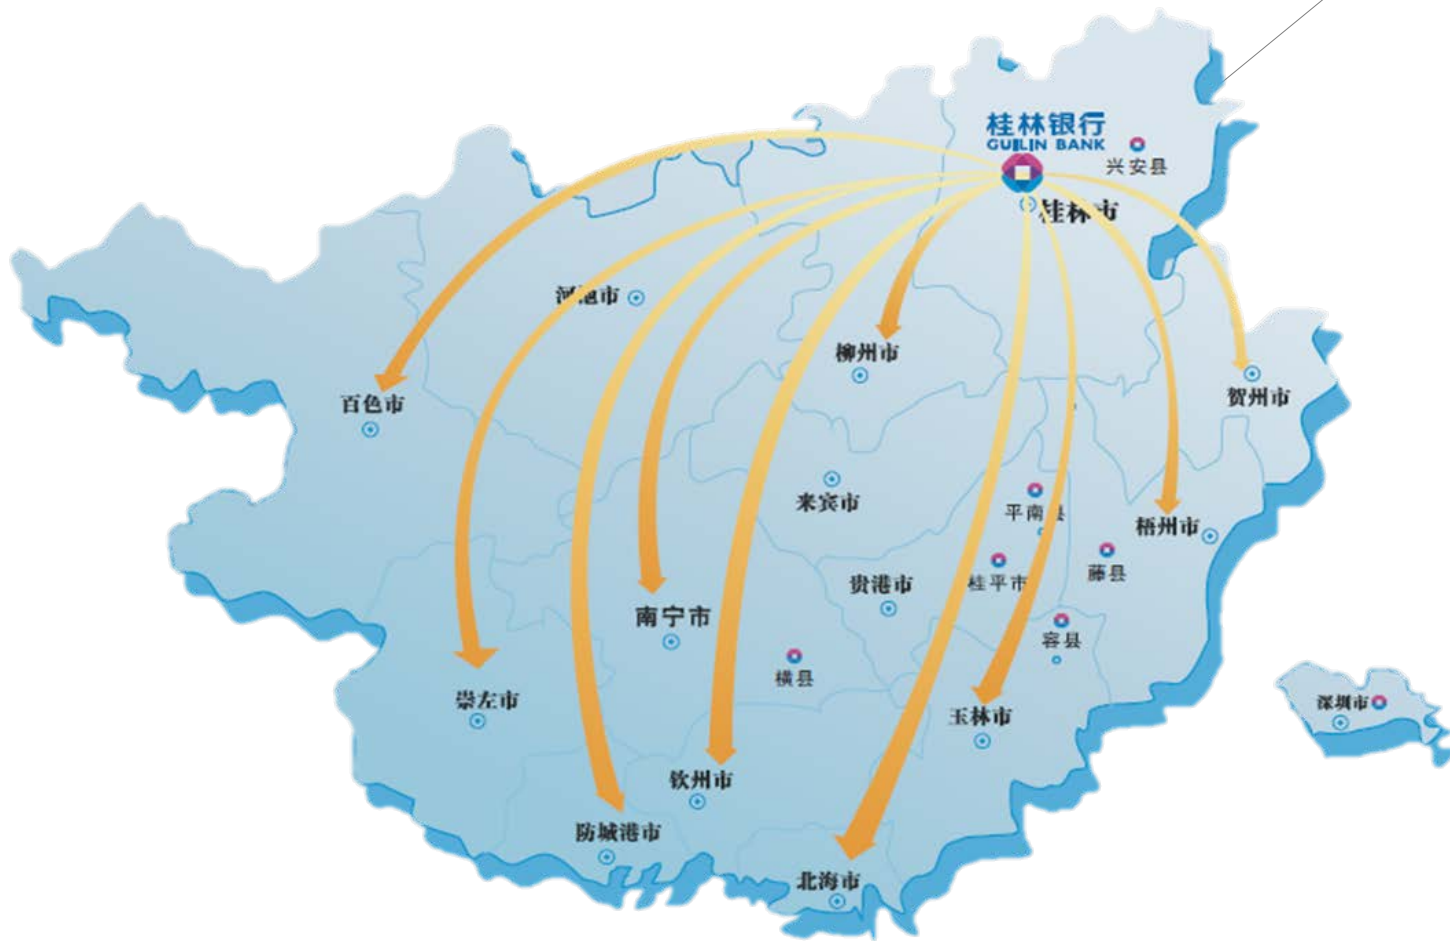 桂林银行
GUILIN BANK
兴安县
桂林市
河池市
柳州市
百色市
贺州市
来宾市
平南县
梧州市
藤县
桂平市
贵港市
南宁市
容县
横县
崇左市
深圳市
玉林市
钦州市
防城港市
北海市